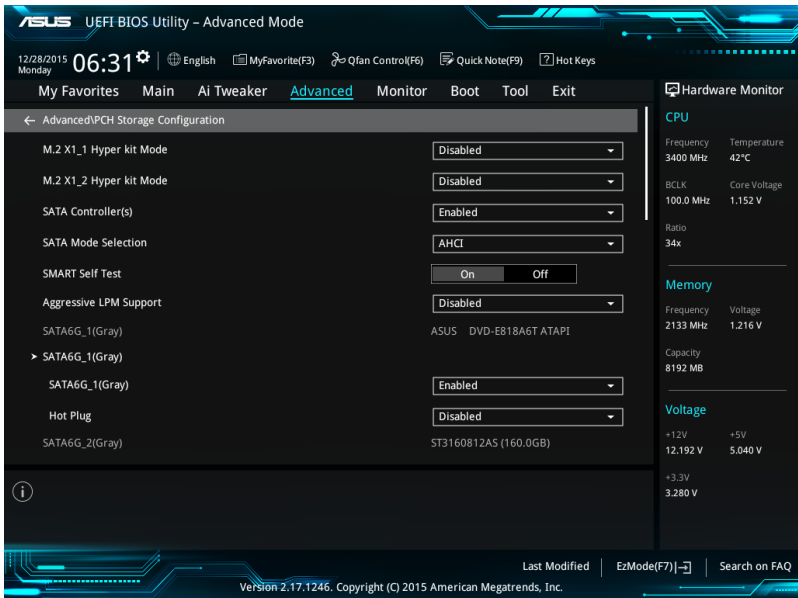 ASUS UEFI BIOS Utility – Advanced Mode
12/28/2015 Monday 06:31 English MyFavorite(F3) Qfan Control(F6) Quick Note(F9) ? Hot Keys
My Favorites Main Ai Tweaker Advanced Monitor Boot Tool Exit
← Advanced\PCH Storage Configuration
M.2 X1_1 Hyper kit Mode Disabled
M.2 X1_2 Hyper kit Mode Disabled
SATA Controller(s) Enabled
SATA Mode Selection AHCI
SMART Self Test On Off
Aggressive LPM Support Disabled
SATA6G_1(Gray) ASUS DVD-E818A6T ATAPI
SATA6G_1(Gray)
SATA6G_1(Gray) Enabled
Hot Plug Disabled
SATA6G_2(Gray) ST3160812AS (160.0GB)
Hardware Monitor
CPU
Frequency Temperature
3400 MHz 42°C
BCLK Core Voltage
100.0 MHz 1.152 V
Ratio
34x
Memory
Frequency Voltage
2133 MHz 1.216 V
Capacity
8192 MB
Voltage
+12V +5V
12.192 V 5.040 V
+3.3V
3.280 V
i
Last Modified EzMode(F7) Search on FAQ
Version 2.17.1246. Copyright (C) 2015 American Megatrends, Inc.